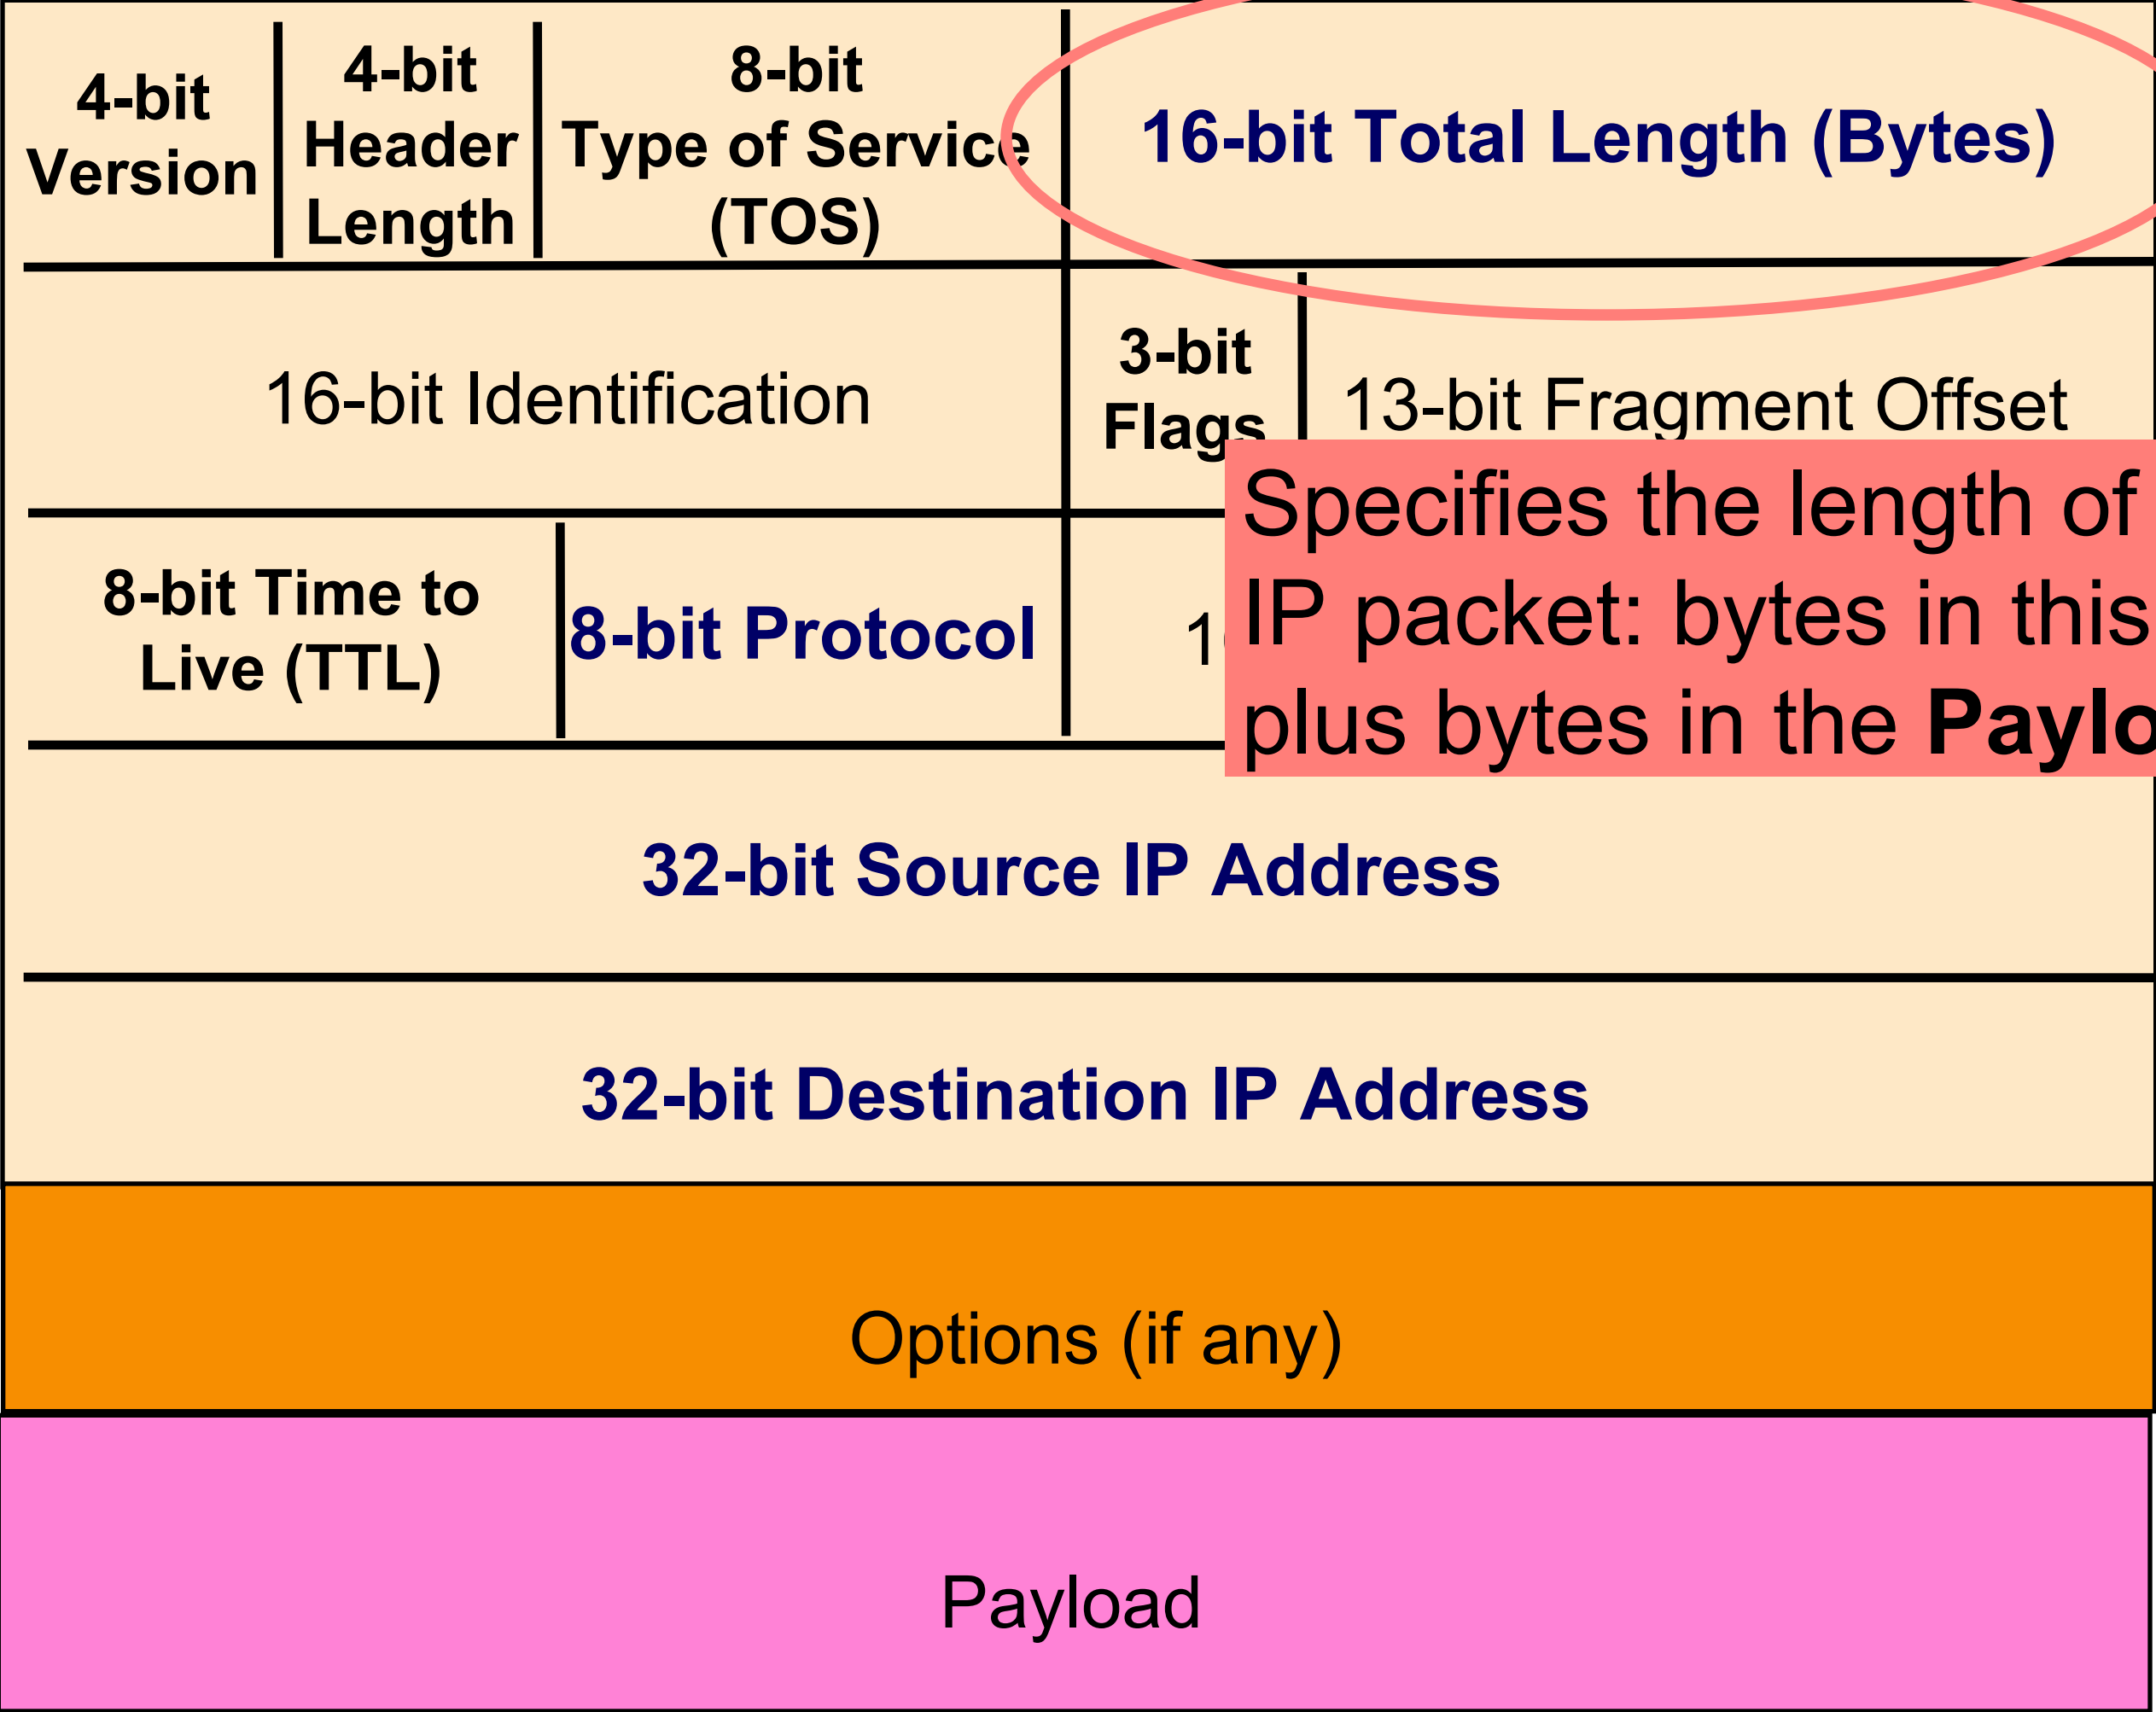 4-bit
Version
4-bit
Header
Length
8-bit
Type of Service
(TOS)
16-bit Total Length (Bytes)
16-bit Identification
3-bit
Flags
13-bit Fragment Offset
8-bit Time to
Live (TTL)
8-bit Protocol
Specifies the length of
IP packet: bytes in this
plus bytes in the
32-bit Source IP Address
32-bit Destination IP Address
Options (if any)
Payload